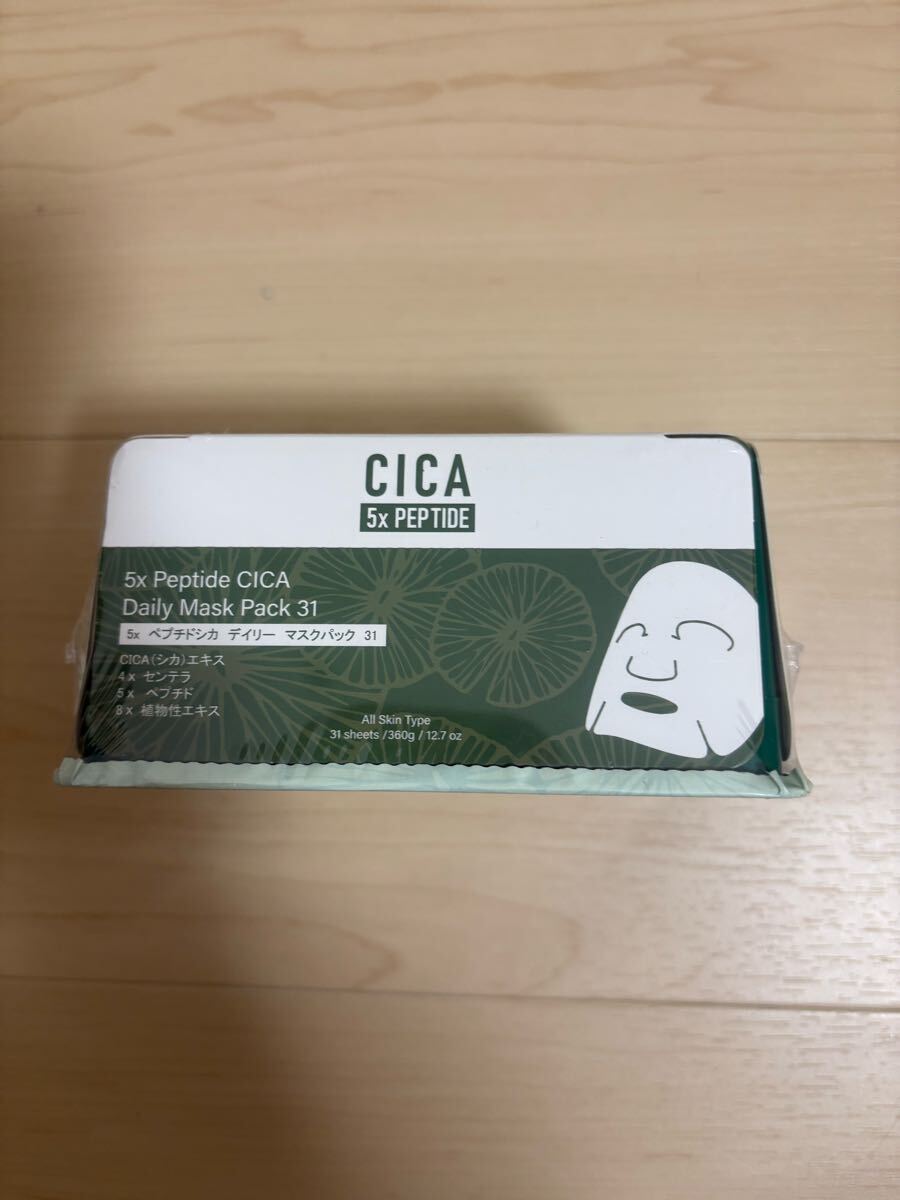 CICA
5x PEPTIDE
5x Peptide CICA
Daily Mask Pack 31
5x ペプチドシカ デイリー マスクパック 31
CICA(シカ)エキス
4x センテラ
5x ペプチド
8x 植物性エキス
All Skin Type
31 sheets /360g / 12.7 oz